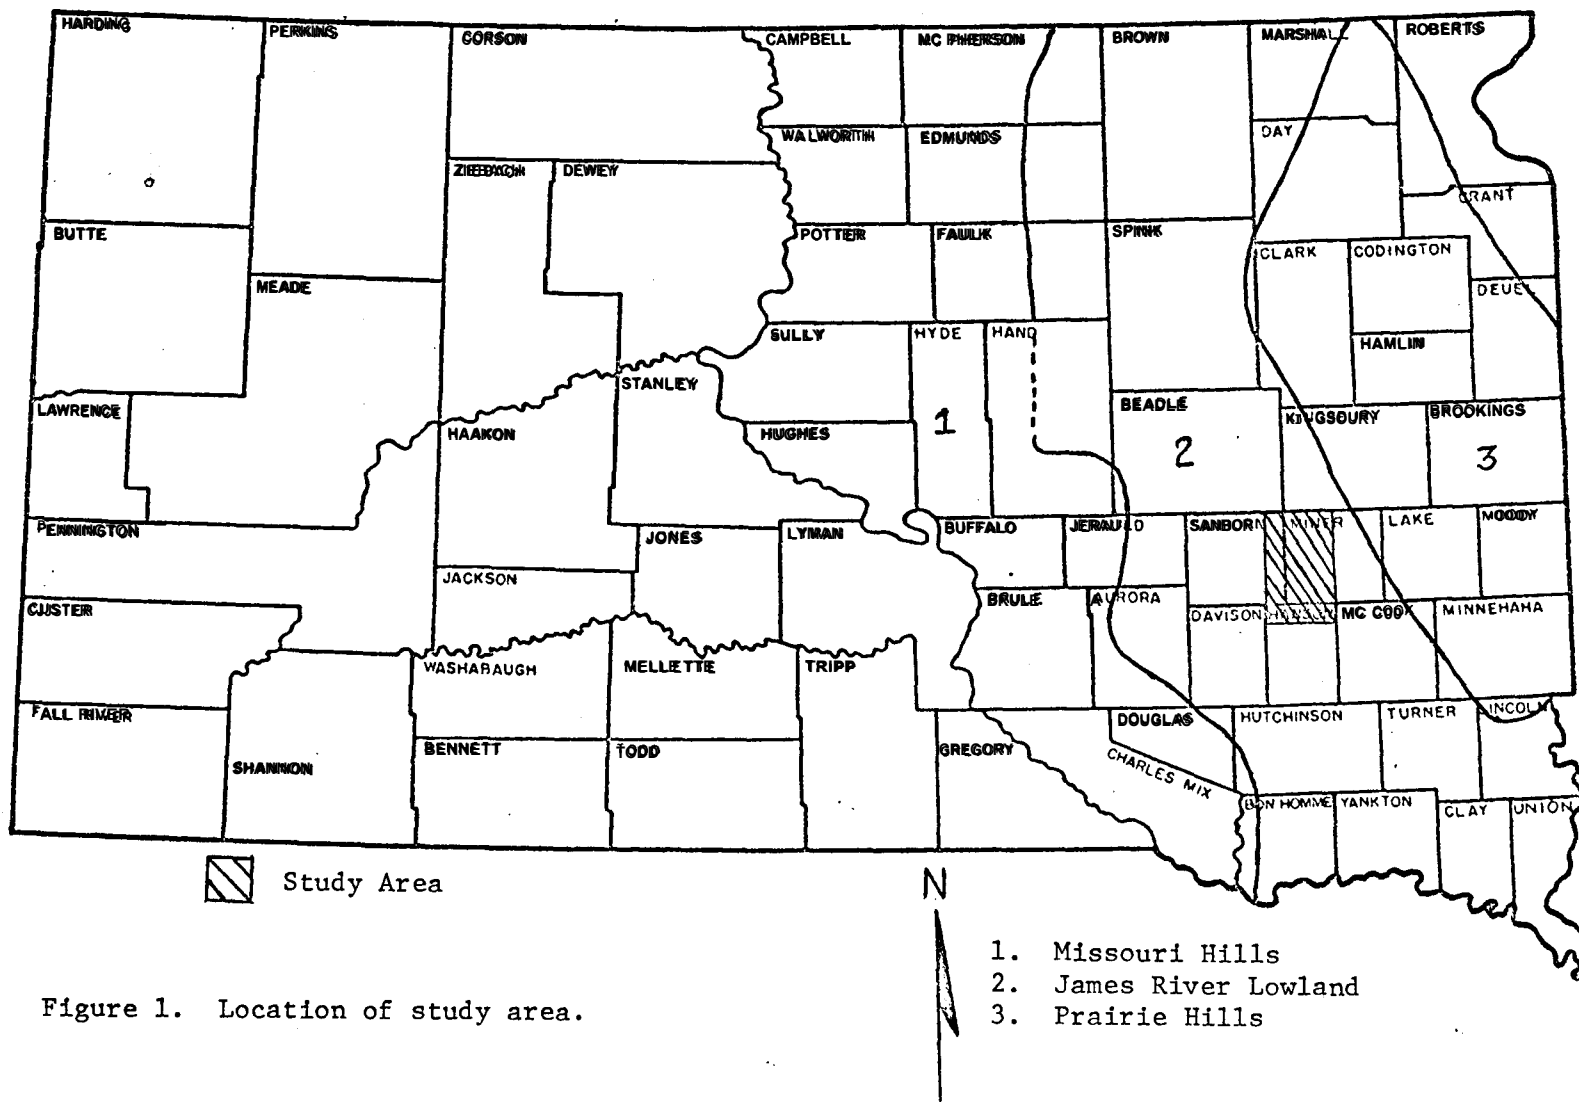 HARDING PERKINS CORSON CAMPBELL MC PHERSON BROWN MARSHALL ROBERTS
WALWORTH EDMUNDS DAY
ZIEBACH DEWEY
GRANT
BUTTE POTTER FAULK SPINK
CLARK CODINGTON
MEADE DEUEL
SULLY HYDE HAND
HAMLIN
STANLEY
LAWRENCE BEADLE KINGSBURY BROOKINGS
HAAKON HUGHES 1 2 3
PENNINGTON JONES LYMAN BUFFALO JERAULD SANBORN MINER LAKE MOODY
JACKSON
CUSTER BRULE AURORA DAVISON HANSON MC COOK MINNEHAHA
WASHABAUGH MELLETTE TRIPP
FALL RIVER DOUGLAS HUTCHINSON TURNER LINCOLN
SHANNON BENNETT TODD GREGORY
CHARLES MIX
BON HOMME YANKTON CLAY UNION
Study Area
N
1. Missouri Hills
2. James River Lowland
3. Prairie Hills
Figure 1. Location of study area.